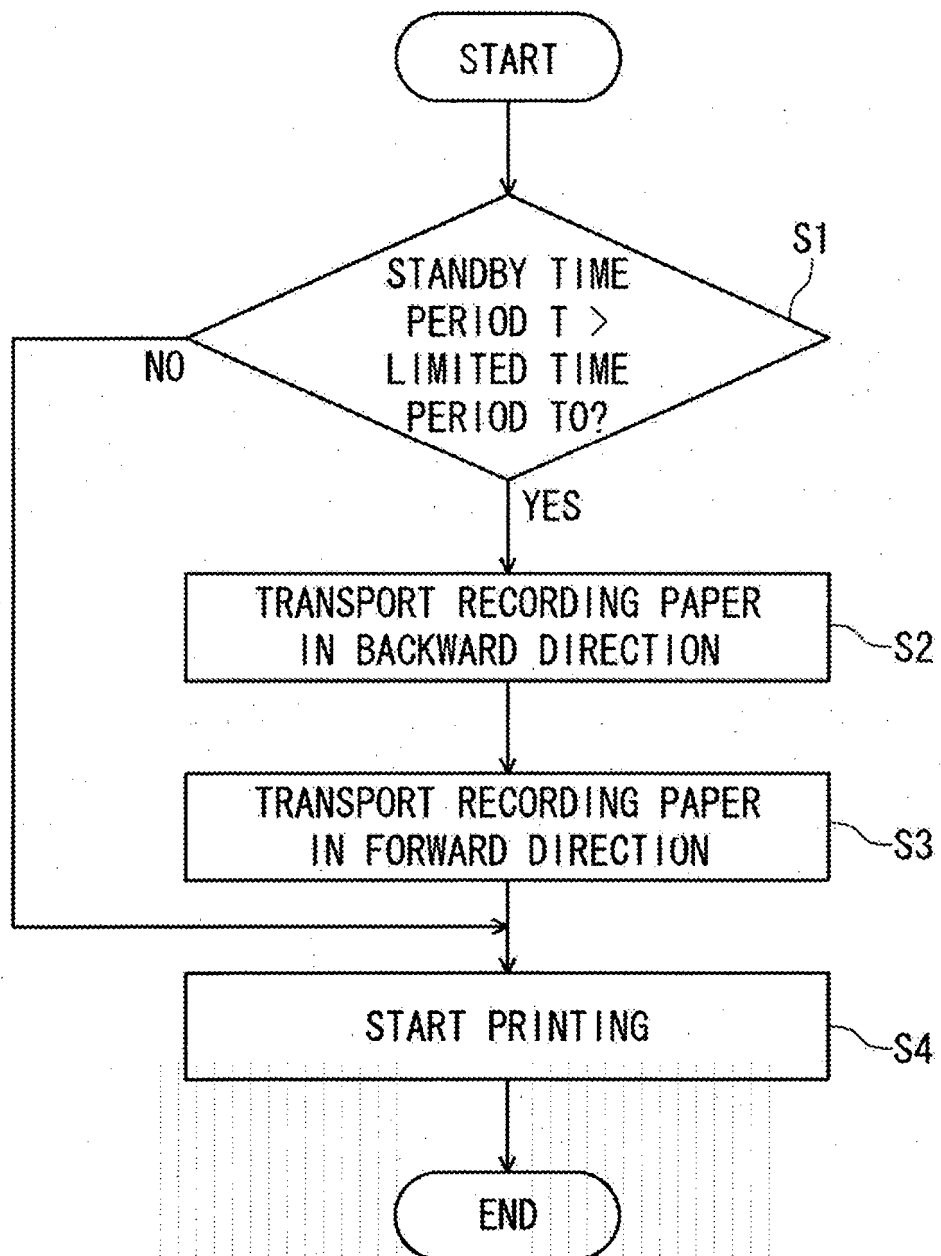 START
S1
STANDBY TIME
PERIOD T >
LIMITED TIME
PERIOD TO?
NO
YES
TRANSPORT RECORDING PAPER
IN BACKWARD DIRECTION
S2
TRANSPORT RECORDING PAPER
IN FORWARD DIRECTION
S3
START PRINTING
S4
END